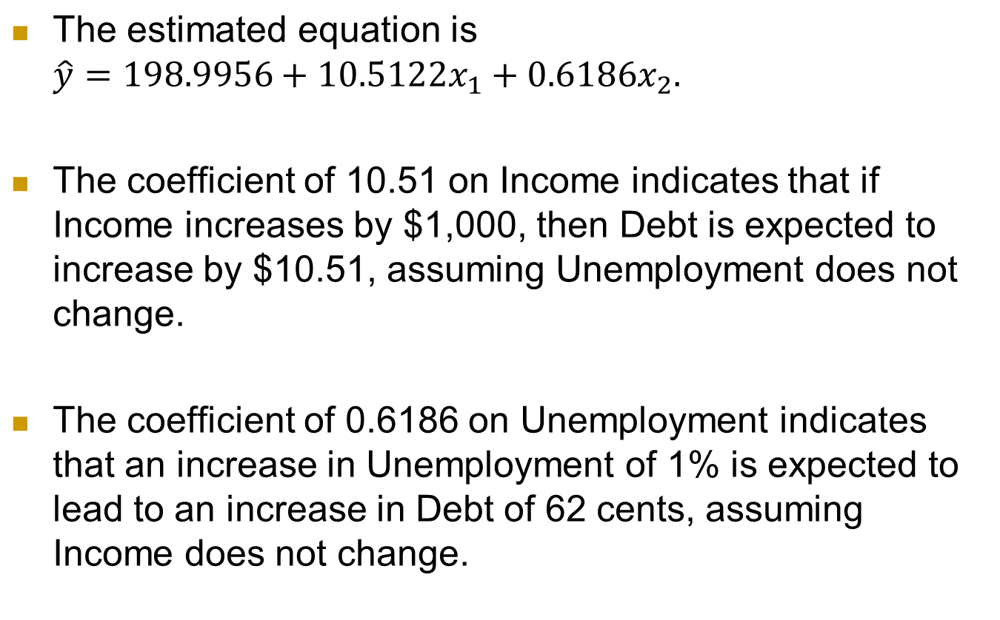 The estimated equation is
ŷ = 198.9956 + 10.5122x₁ + 0.6186x₂.
The coefficient of 10.51 on Income indicates that if
Income increases by $1,000, then Debt is expected to
increase by $10.51, assuming Unemployment does not
change.
The coefficient of 0.6186 on Unemployment indicates
that an increase in Unemployment of 1% is expected to
lead to an increase in Debt of 62 cents, assuming
Income does not change.